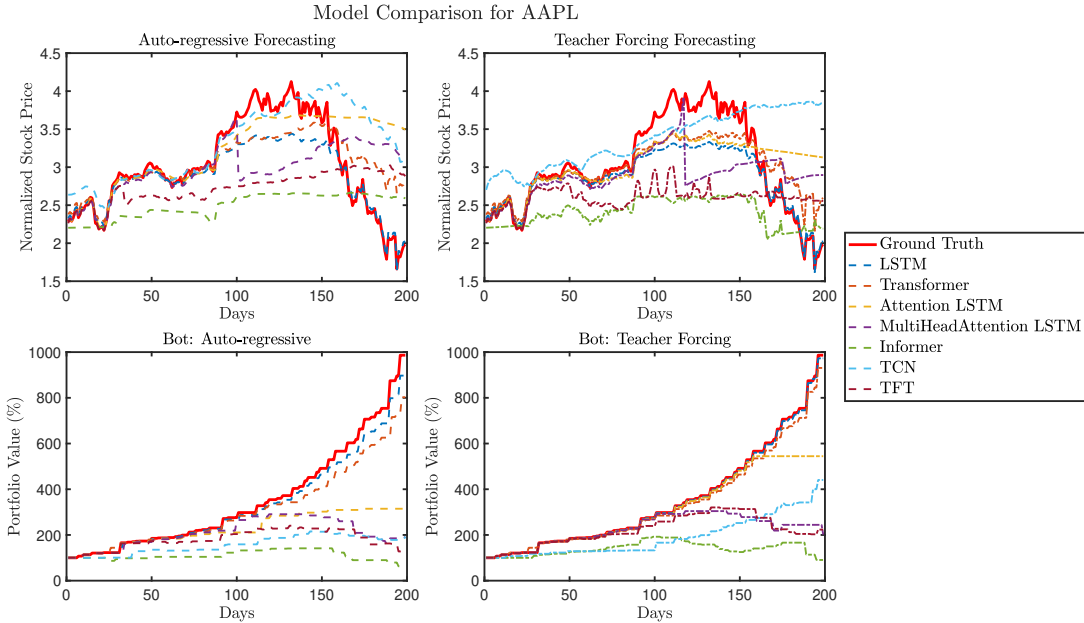 Model Comparison for AAPL
Auto-regressive Forecasting
Normalized Stock Price
4.5
4
3.5
3
2.5
2
1.5
0 50 100 150 200
Days
Teacher Forcing Forecasting
Normalized Stock Price
4.5
4
3.5
3
2.5
2
1.5
0 50 100 150 200
Days
Ground Truth
LSTM
Transformer
Attention LSTM
MultiHeadAttention LSTM
Informer
TCN
TFT
Bot: Auto-regressive
Portfolio Value (%)
1000
800
600
400
200
0
0 50 100 150 200
Days
Bot: Teacher Forcing
Portfolio Value (%)
1000
800
600
400
200
0
0 50 100 150 200
Days